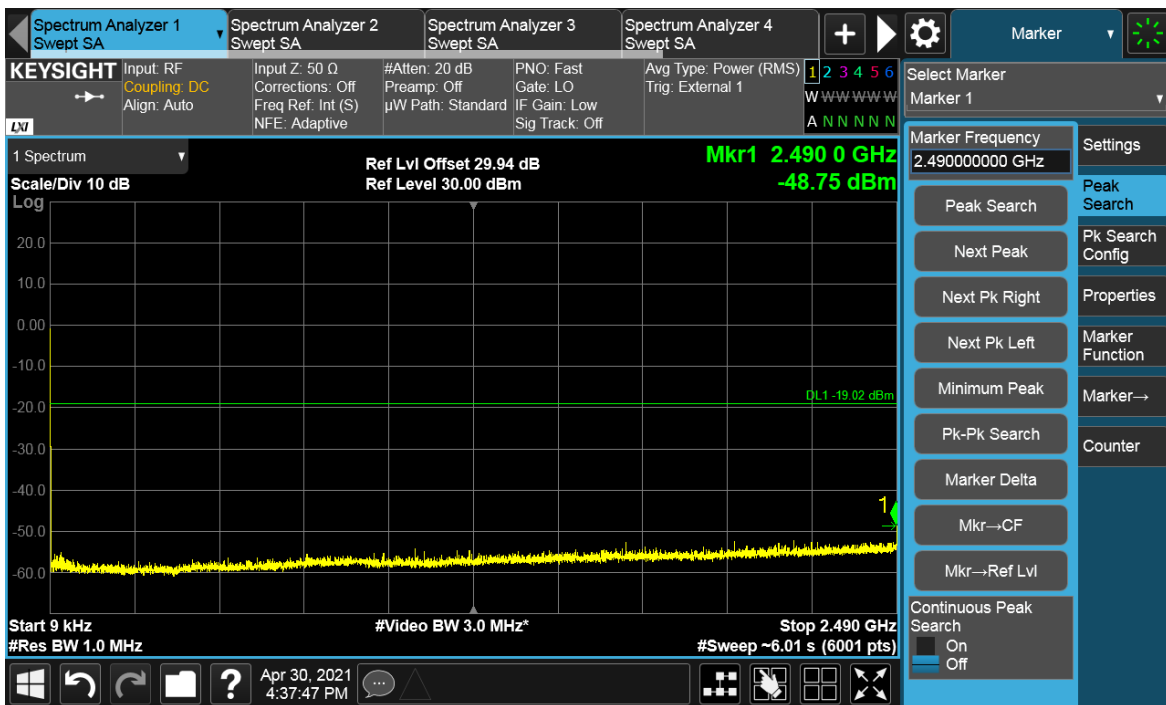 Spectrum Analyzer 1
Swept SA
Spectrum Analyzer 2
Swept SA
Spectrum Analyzer 3
Swept SA
Spectrum Analyzer 4
Swept SA
Marker
KEYSIGHT
Input: RF
Coupling: DC
Align: Auto
Input Z: 50 Ω
Corrections: Off
Freq Ref: Int (S)
NFE: Adaptive
#Atten: 20 dB
Preamp: Off
µW Path: Standard
PNO: Fast
Gate: LO
IF Gain: Low
Sig Track: Off
Avg Type: Power (RMS)
Trig: External 1
1 2 3 4 5 6
W W W W W W
A N N N N N
LXI
Select Marker
Marker 1
1 Spectrum
Scale/Div 10 dB
Log
Ref Lvl Offset 29.94 dB
Ref Level 30.00 dBm
Mkr1 2.490 0 GHz
-48.75 dBm
20.0
10.0
0.00
-10.0
-20.0
-30.0
-40.0
-50.0
-60.0
DL1 -19.02 dBm
1
Start 9 kHz
#Res BW 1.0 MHz
#Video BW 3.0 MHz*
Stop 2.490 GHz
#Sweep ~6.01 s (6001 pts)
Marker Frequency
2.490000000 GHz
Peak Search
Next Peak
Next Pk Right
Next Pk Left
Minimum Peak
Pk-Pk Search
Marker Delta
Mkr→CF
Mkr→Ref Lvl
Continuous Peak
Search
On
Off
Settings
Peak
Search
Pk Search
Config
Properties
Marker
Function
Marker→
Counter
?
Apr 30, 2021
4:37:47 PM